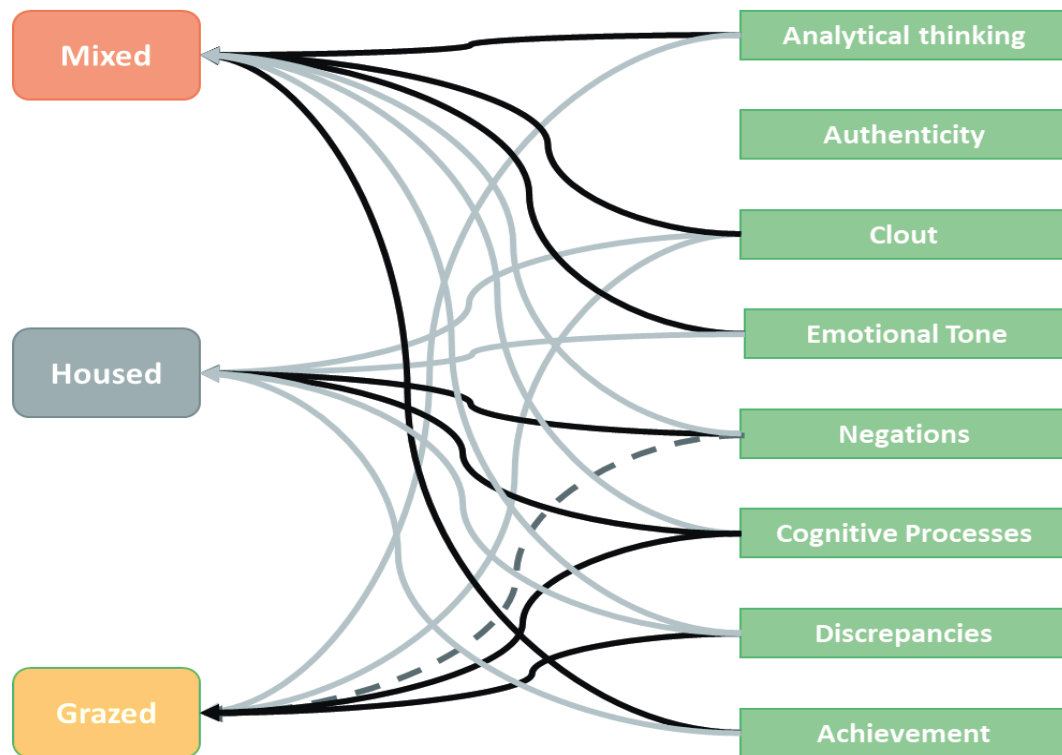 Mixed
Housed
Grazed
Analytical thinking
Authenticity
Clout
Emotional Tone
Negations
Cognitive Processes
Discrepancies
Achievement